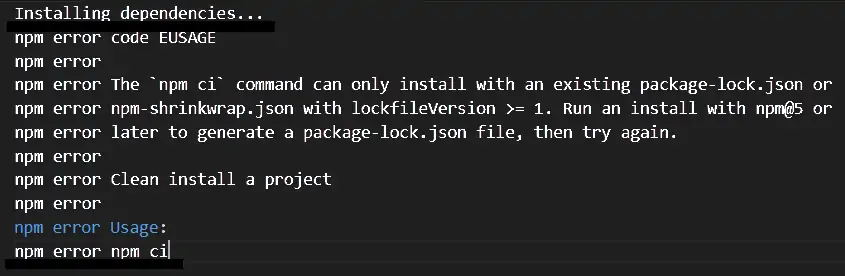 Installing dependencies...
npm error code EUSAGE
npm error
npm error The `npm ci` command can only install with an existing package-lock.json or
npm error npm-shrinkwrap.json with lockfileVersion >= 1. Run an install with npm@5 or
npm error later to generate a package-lock.json file, then try again.
npm error
npm error Clean install a project
npm error
npm error Usage:
npm error npm ci